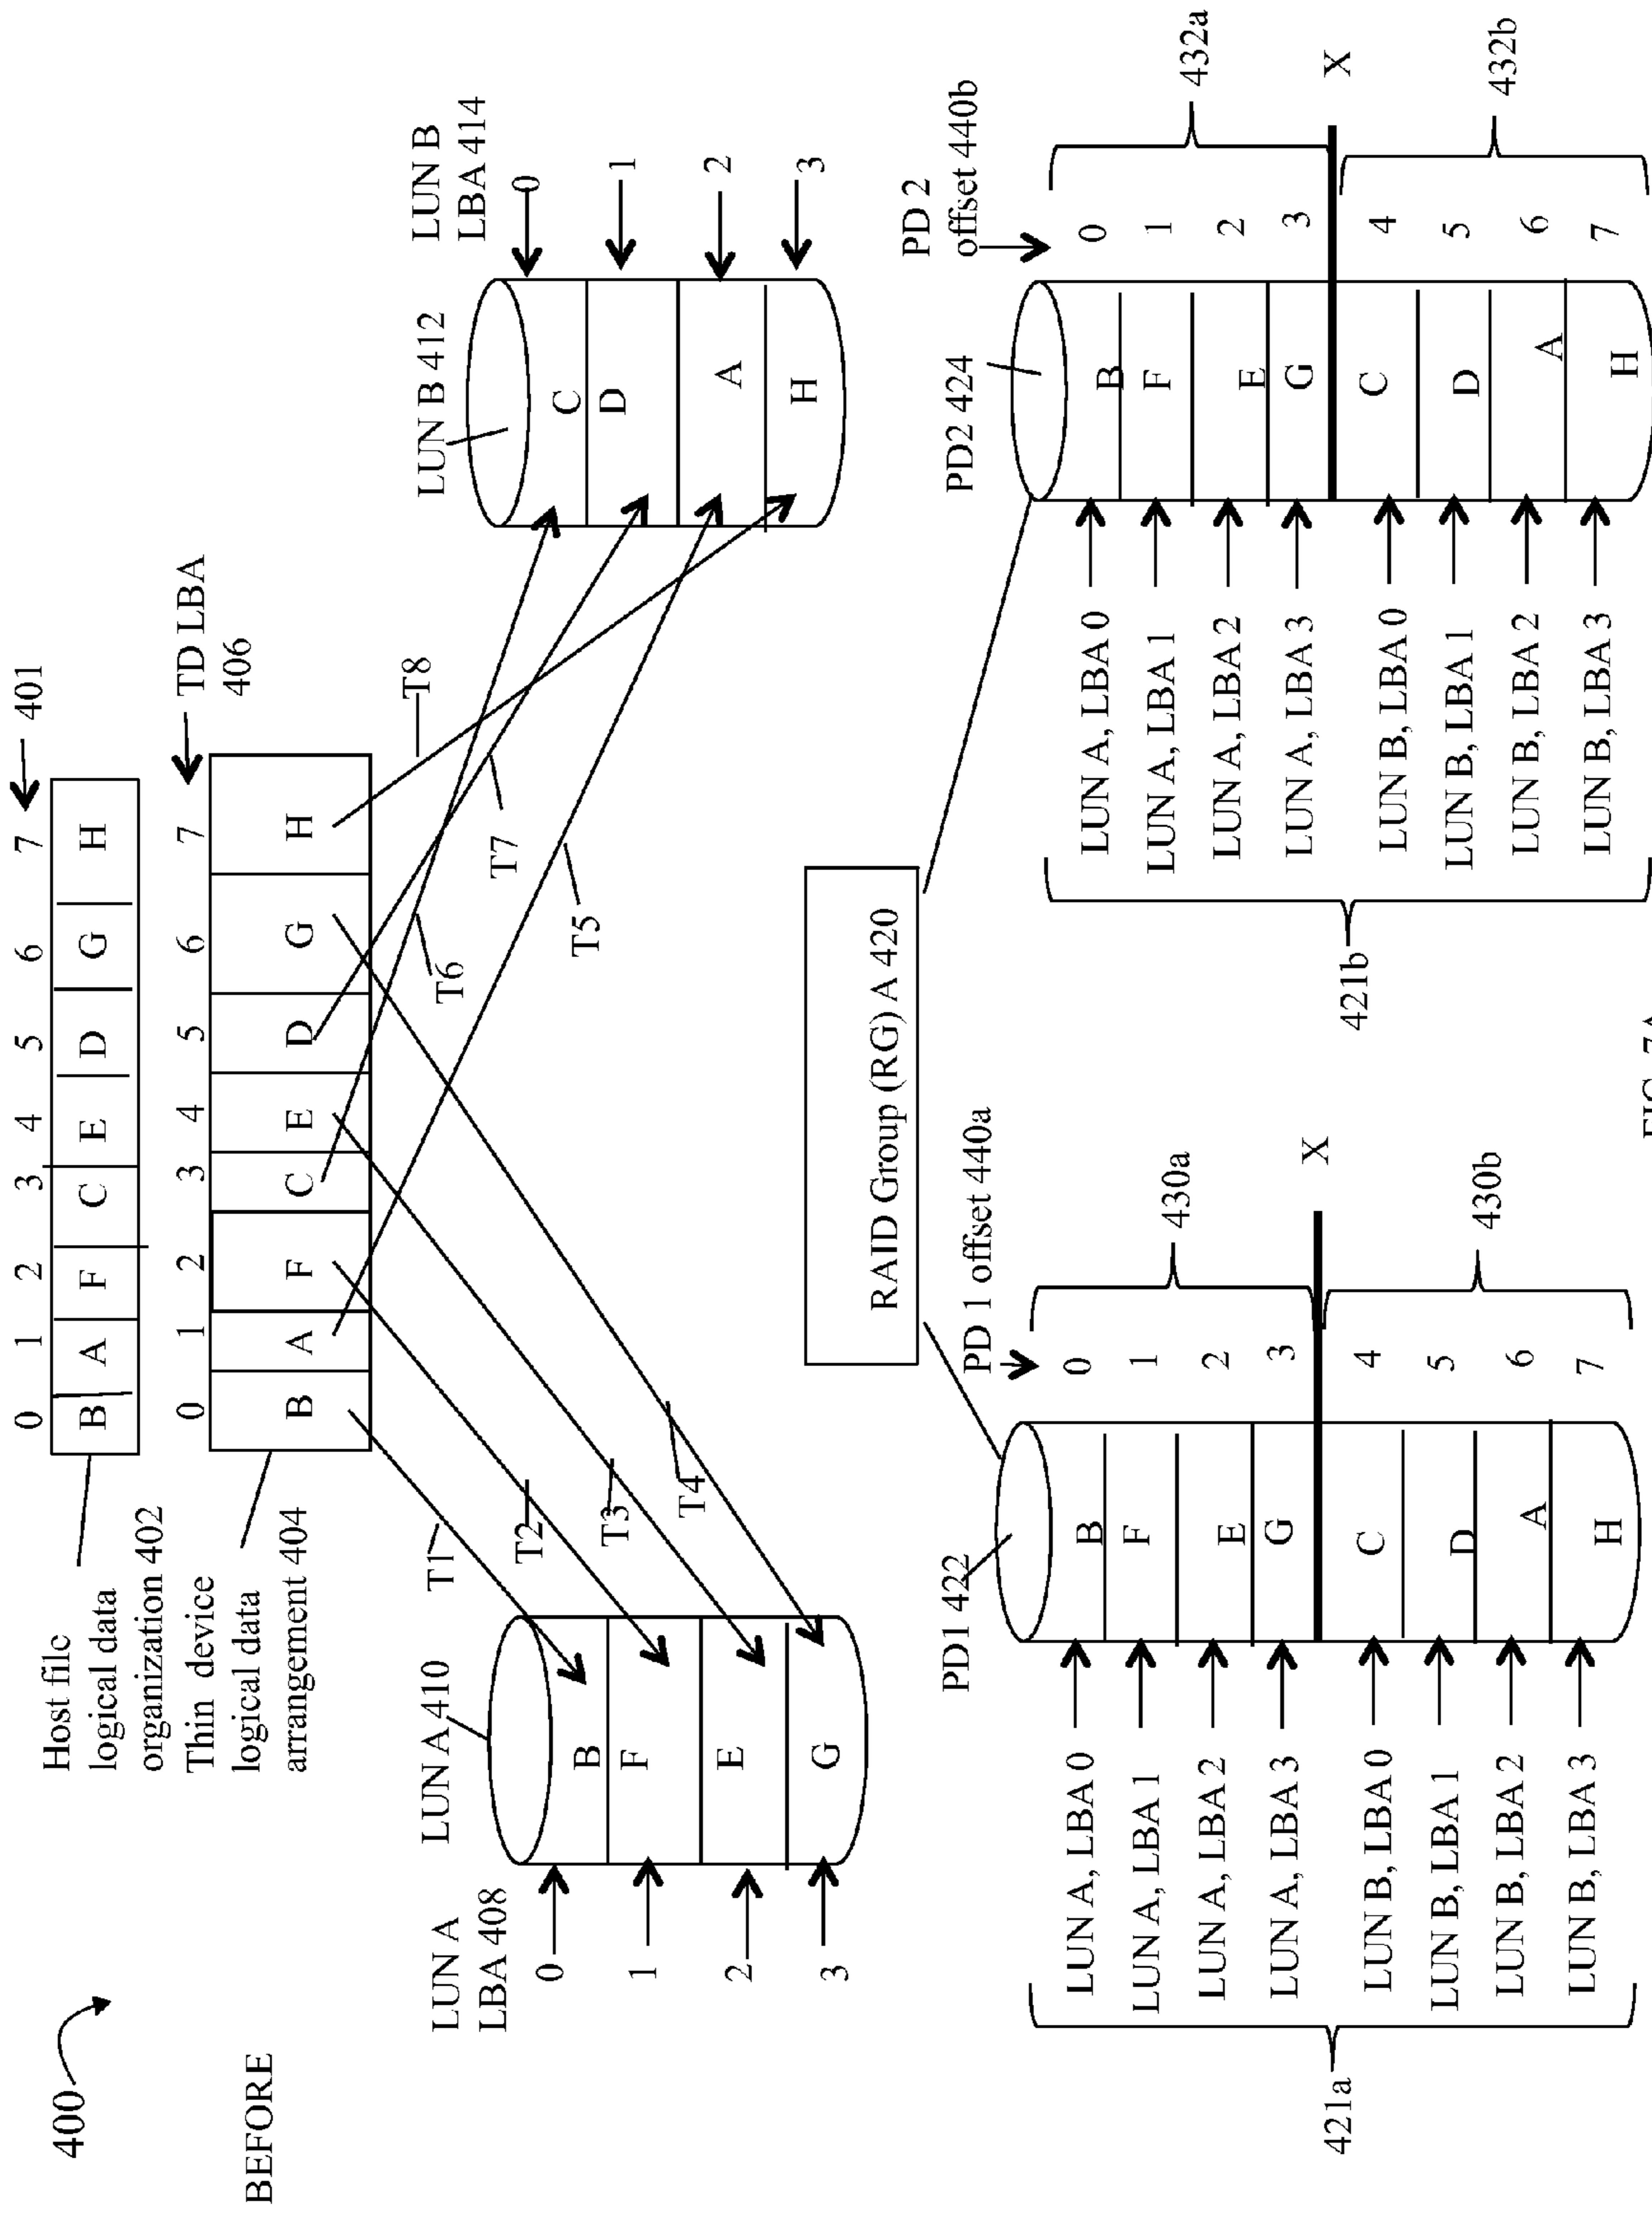 400
BEFORE
Host file
logical data
organization 402
0 1 2 3 4 5 6 7
401
B A F C E D G H
Thin device
logical data
arrangement 404
0 1 2 3 4 5 6 7
TD LBA
406
B A F C E D G H
T1
T2
T3
T4
T5
T6
T7
T8
LUN A
LBA 408
LUN A 410
0
1
2
3
B
F
E
G
LUN B 412
LUN B
LBA 414
C
D
A
H
0
1
2
3
RAID Group (RG) A 420
PD1 422
PD 1 offset 440a
421a
LUN A, LBA 0
LUN A, LBA 1
LUN A, LBA 2
LUN A, LBA 3
LUN B, LBA 0
LUN B, LBA 1
LUN B, LBA 2
LUN B, LBA 3
B
F
E
G
C
D
A
H
0
1
2
3
4
5
6
7
430a
X
430b
PD2 424
PD 2
offset 440b
421b
LUN A, LBA 0
LUN A, LBA 1
LUN A, LBA 2
LUN A, LBA 3
LUN B, LBA 0
LUN B, LBA 1
LUN B, LBA 2
LUN B, LBA 3
B
F
E
G
C
D
A
H
0
1
2
3
4
5
6
7
432a
X
432b
FIG. 7A